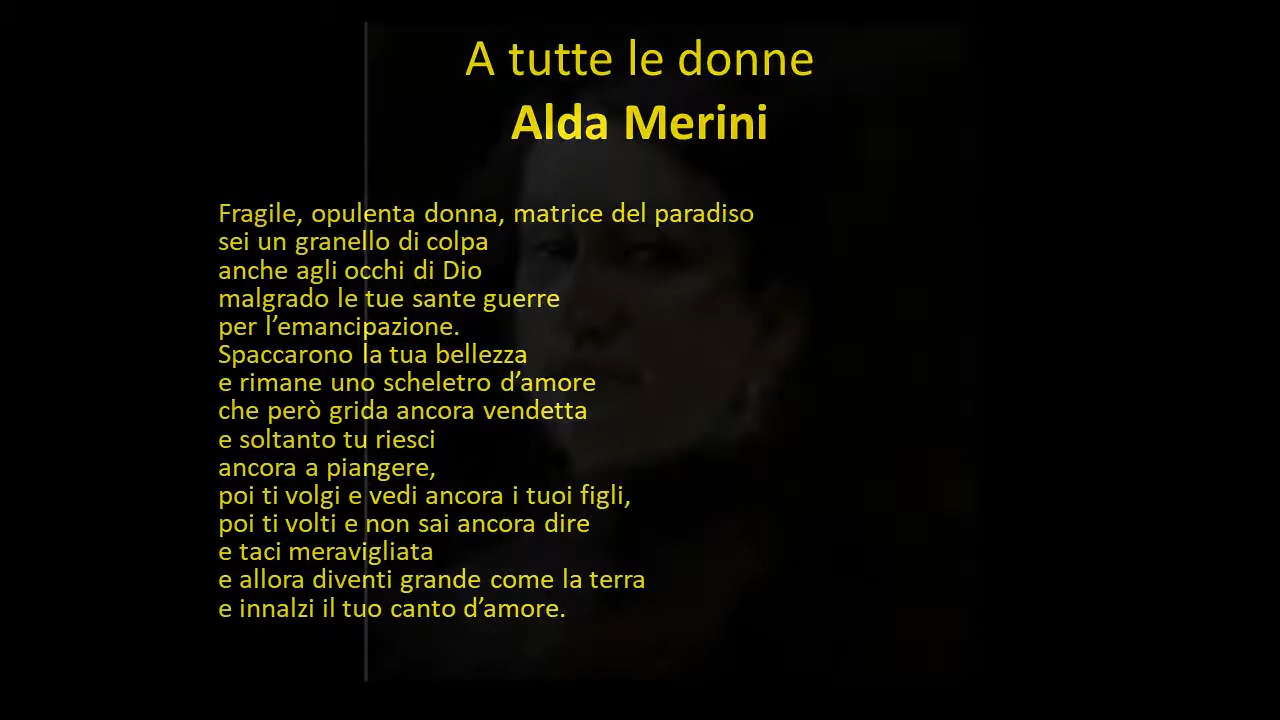 A tutte le donne
Alda Merini
Fragile, opulenta donna, matrice del paradiso
sei un granello di colpa
anche agli occhi di Dio
malgrado le tue sante guerre
per l’emancipazione.
Spaccarono la tua bellezza
e rimane uno scheletro d’amore
che però grida ancora vendetta
e soltanto tu riesci
ancora a piangere,
poi ti volgi e vedi ancora i tuoi figli,
poi ti volti e non sai ancora dire
e taci meravigliata
e allora diventi grande come la terra
e innalzi il tuo canto d’amore.